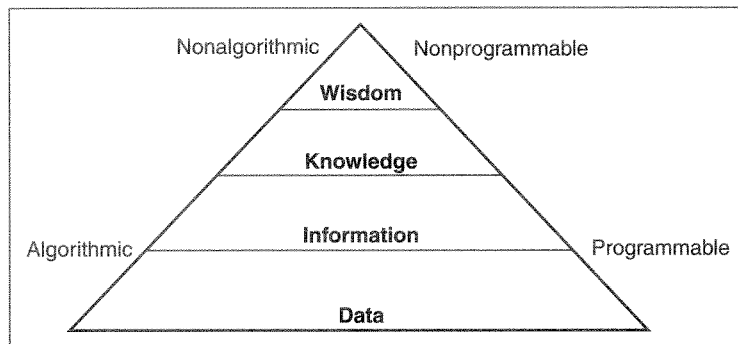 Nonalgorithmic Nonprogrammable
Wisdom
Knowledge
Information
Algorithmic Programmable
Data